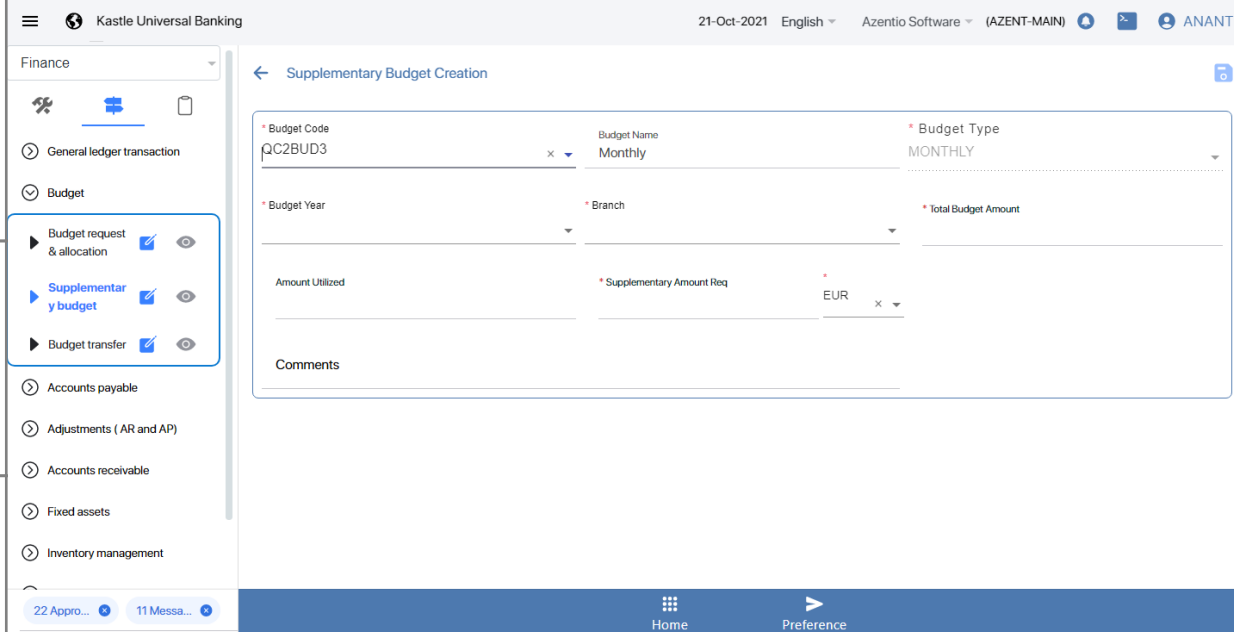 Kastle Universal Banking
21-Oct-2021 English Azentio Software (AZENT-MAIN) ANANT
Finance
Supplementary Budget Creation
General ledger transaction
Budget
Budget request
& allocation
Supplementar
y budget
Budget transfer
Accounts payable
Adjustments ( AR and AP)
Accounts receivable
Fixed assets
Inventory management
22 Appro...
11 Messa...
* Budget Code
QC2BUD3
Budget Name
Monthly
* Budget Type
MONTHLY
* Budget Year
* Branch
* Total Budget Amount
Amount Utilized
* Supplementary Amount Req
*
EUR
Comments
Home
Preference